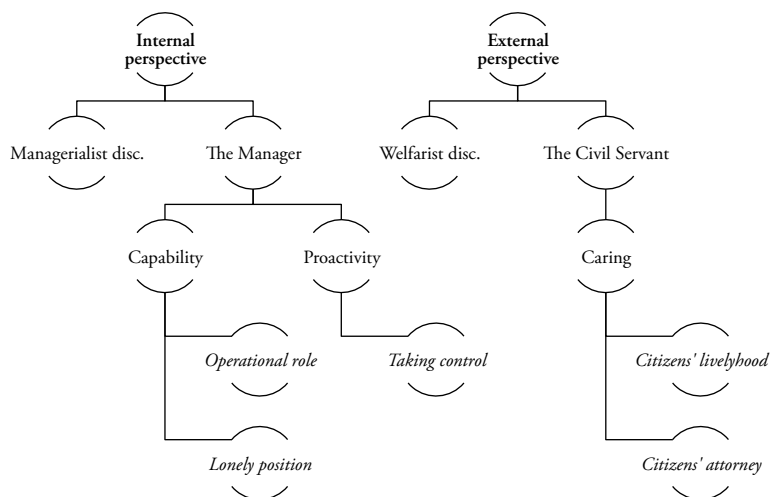 Internal
perspective
External
perspective
Managerialist disc.
The Manager
Welfarist disc.
The Civil Servant
Capability
Proactivity
Caring
Operational role
Taking control
Citizens' livelyhood
Lonely position
Citizens' attorney